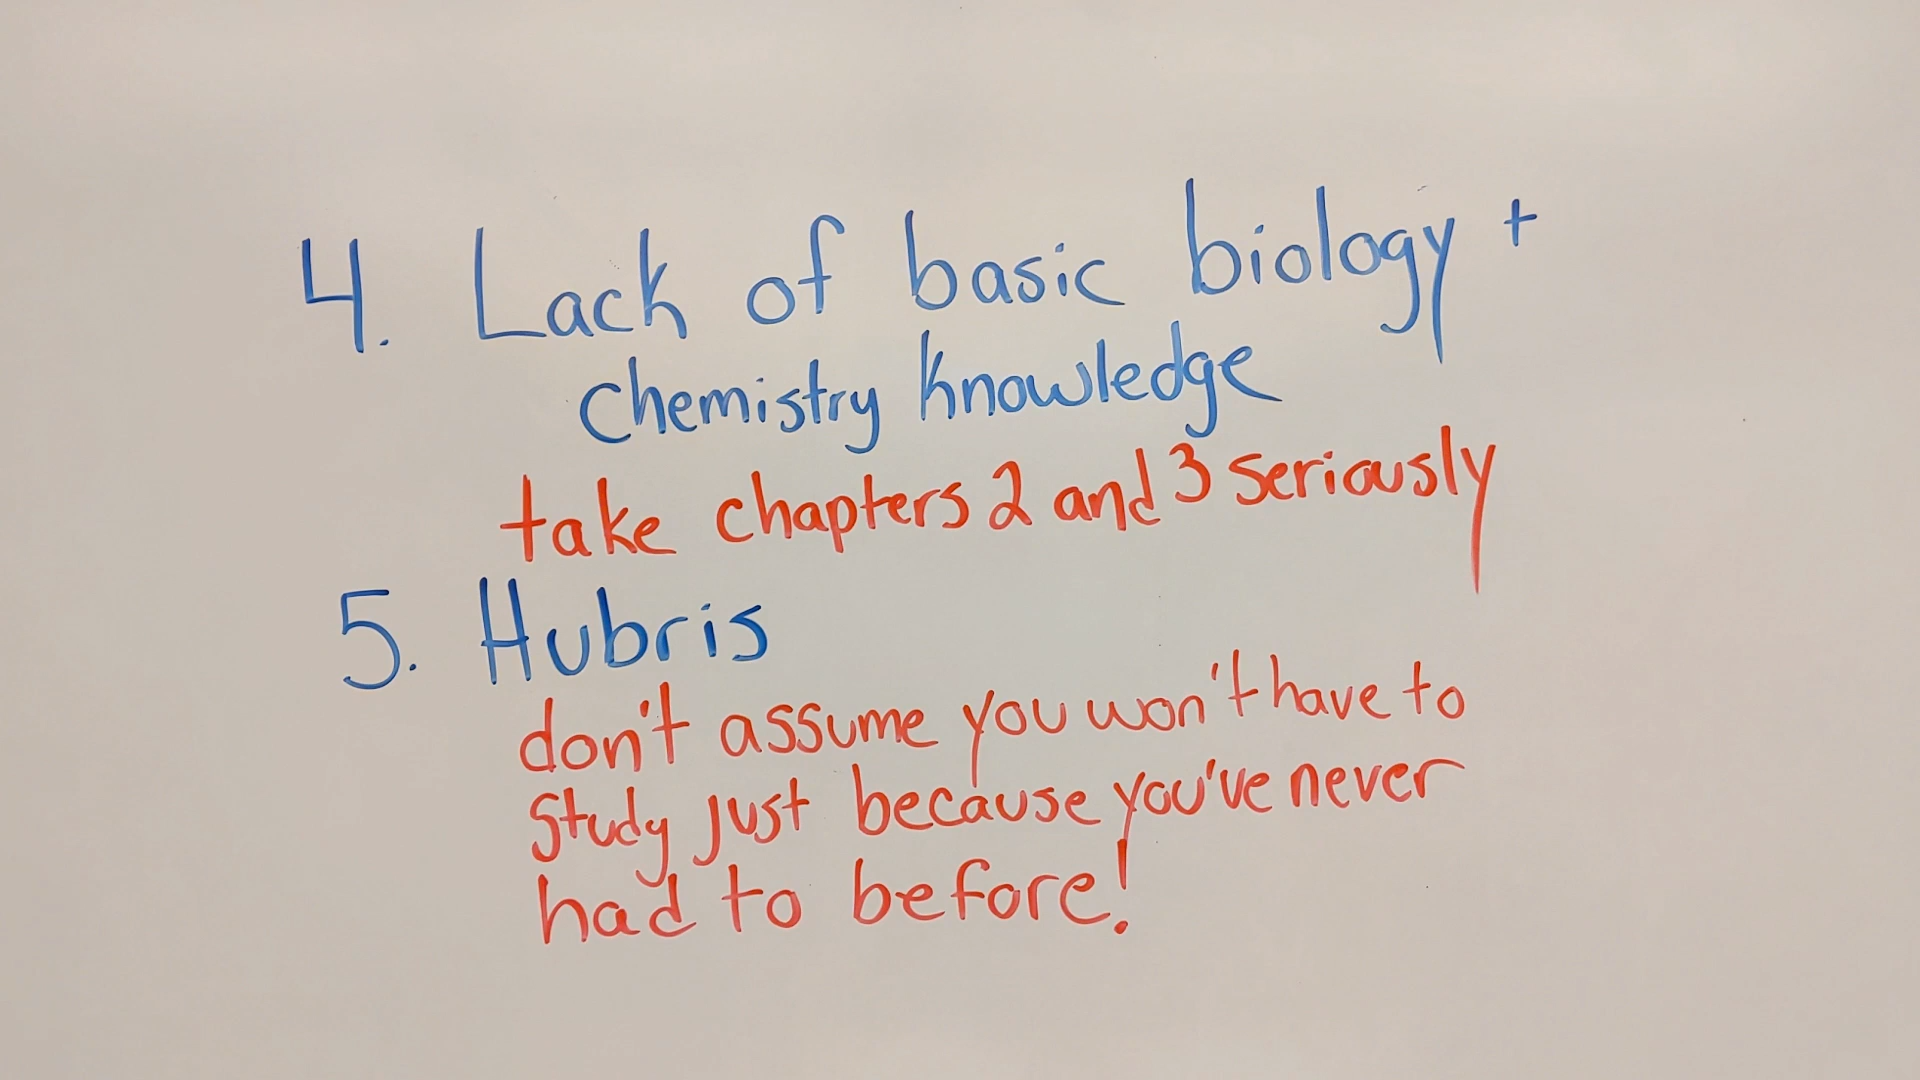 4. Lack of basic biology +
chemistry knowledge
take chapters 2 and 3 seriously
5. Hubris
don't assume you won't have to
study just because you've never
had to before!